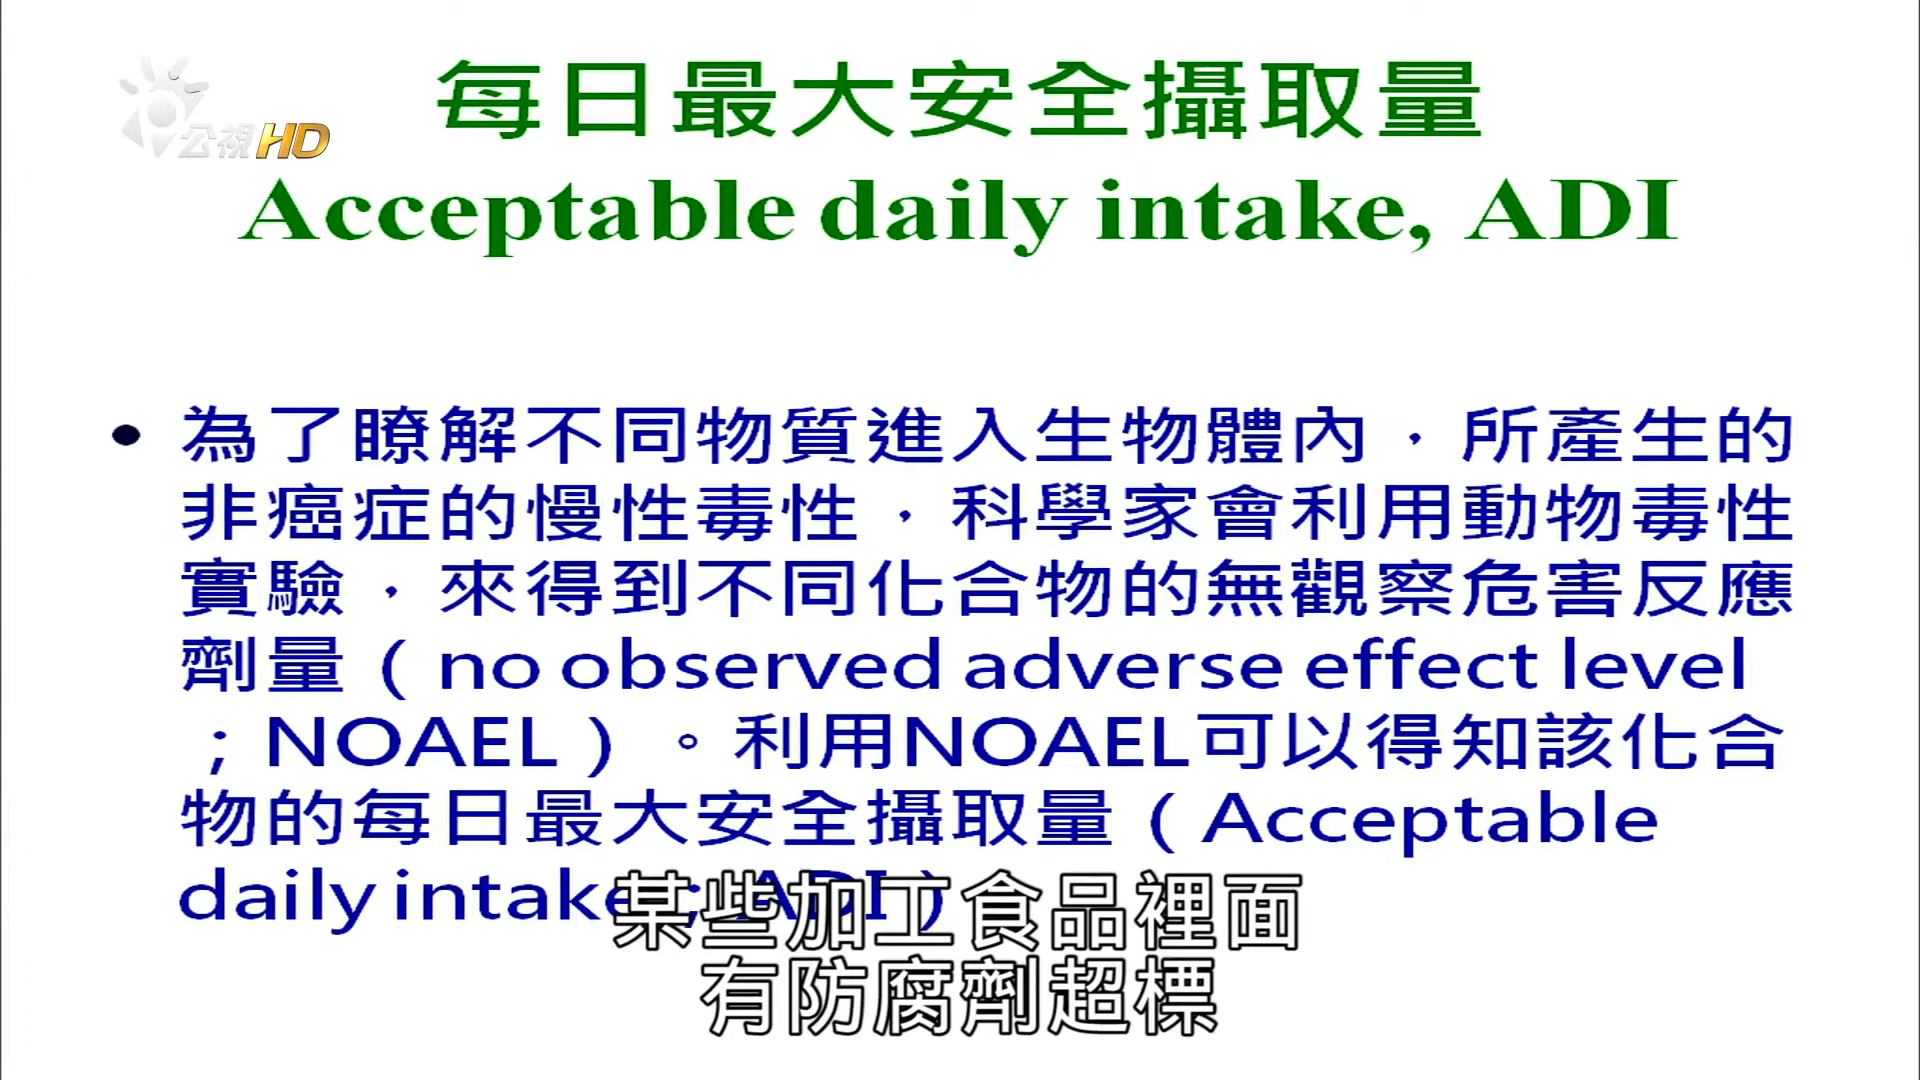 公視HD
每日最大安全攝取量
Acceptable daily intake, ADI
• 為了瞭解不同物質進入生物體內，所產生的
非癌症的慢性毒性，科學家會利用動物毒性
實驗，來得到不同化合物的無觀察危害反應
劑量（no observed adverse effect level
；NOAEL）。利用NOAEL可以得知該化合
物的每日最大安全攝取量（Acceptable
daily intake；ADI）
某些加工食品裡面
有防腐劑超標